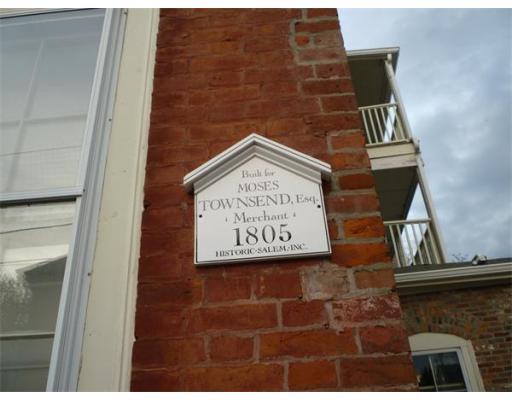 Built for
MOSES
TOWNSEND, Esq.
Merchant
1805
HISTORIC SALEM, INC.